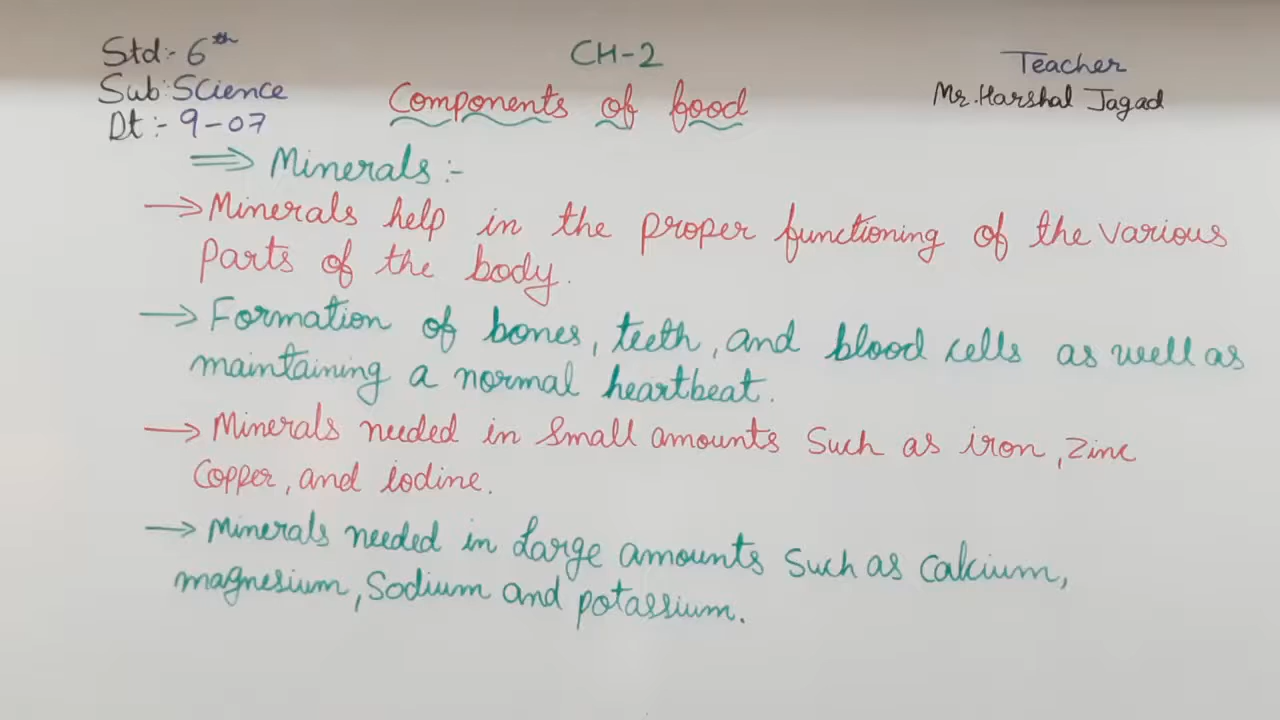 Std:- 6th
Sub:Science
Dt:- 9-07
CH-2
Components of food
Teacher
Mr. Harshal Jagad
⇒ Minerals:-
→ Minerals help in the proper functioning of the various
Parts of the body.
→ Formation of bones, teeth, and blood cells as well as
maintaining a normal heartbeat.
→ Minerals needed in Small amounts Such as iron, Zinc
Copper, and iodine.
→ Minerals needed in Large amounts Such as Calcium,
magnesium, Sodium and potassium.